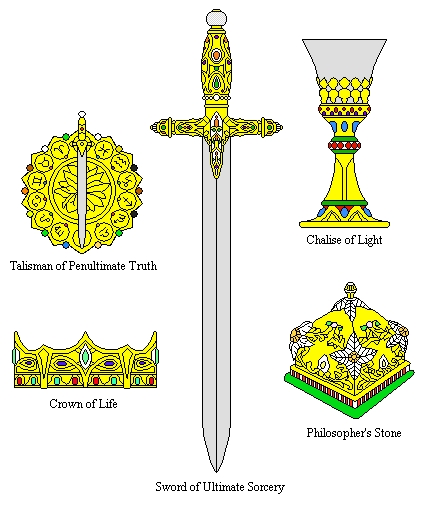 Chalise of Light
Talisman of Penultimate Truth
Crown of Life
Philosopher's Stone
Sword of Ultimate Sorcery